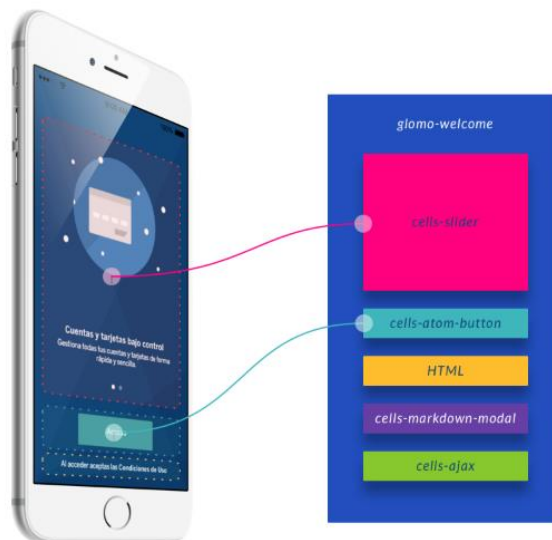 Cuentas y tarjetas bajo control
Gestiona todas tus cuentas y tarjetas de forma
rápida y sencilla.
Al acceder aceptas las Condiciones de Uso
glomo-welcome
cells-slider
cells-atom-button
HTML
cells-markdown-modal
cells-ajax